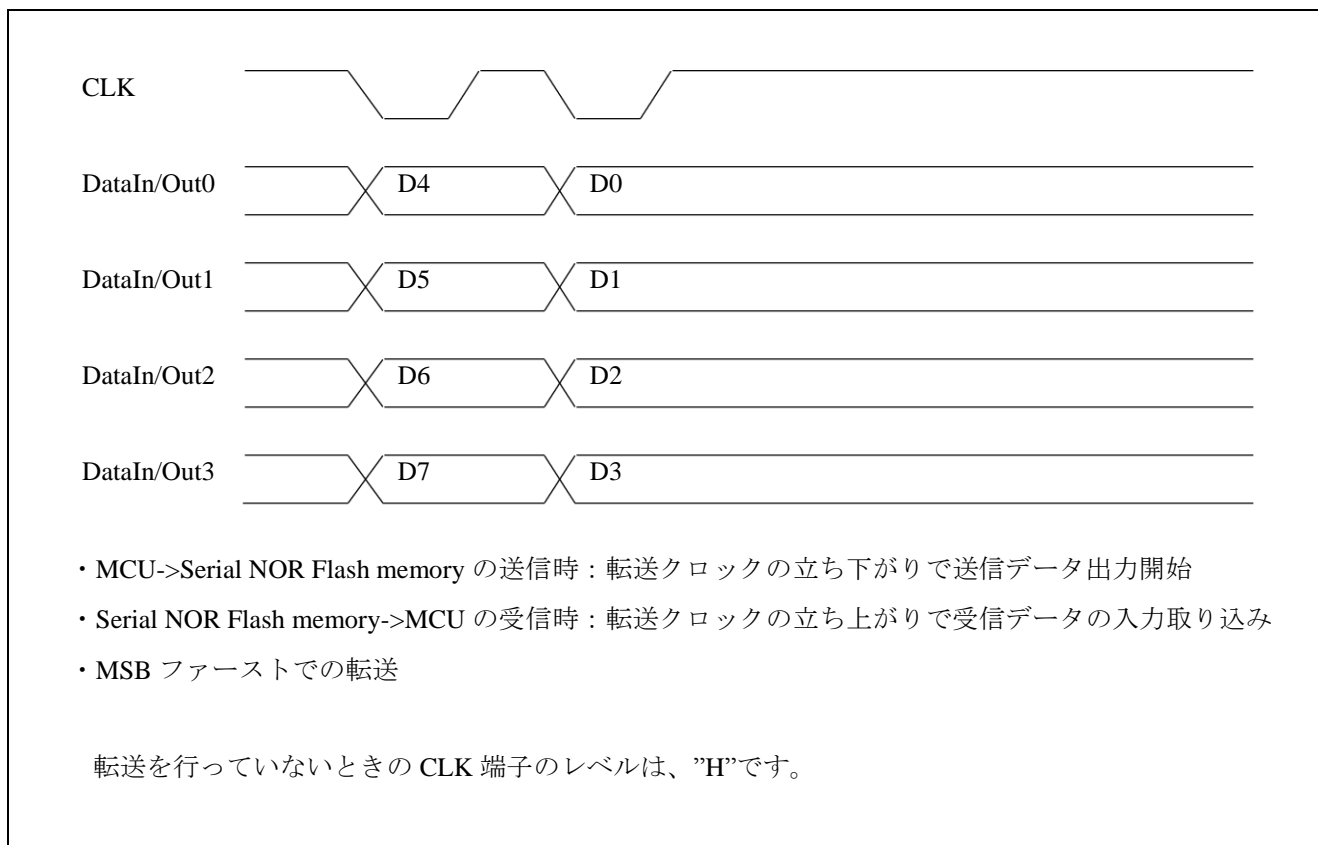 CLK
DataIn/Out0 D4 D0
DataIn/Out1 D5 D1
DataIn/Out2 D6 D2
DataIn/Out3 D7 D3
・MCU->Serial NOR Flash memory の送信時：転送クロックの立ち下がりで送信データ出力開始
・Serial NOR Flash memory->MCU の受信時：転送クロックの立ち上がりで受信データの入力取り込み
・MSB ファーストでの転送
転送を行っていないときの CLK 端子のレベルは、”H”です。